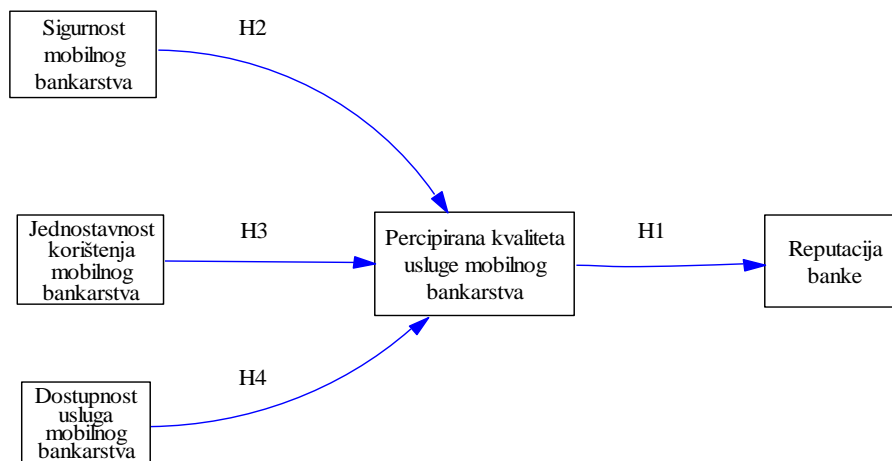 Sigurnost
mobilnog
bankarstva
H2
Jednostavnost
korištenja
mobilnog
bankarstva
H3
Percipirana kvaliteta
usluge mobilnog
bankarstva
H1
Reputacija
banke
H4
Dostupnost
usluga
mobilnog
bankarstva